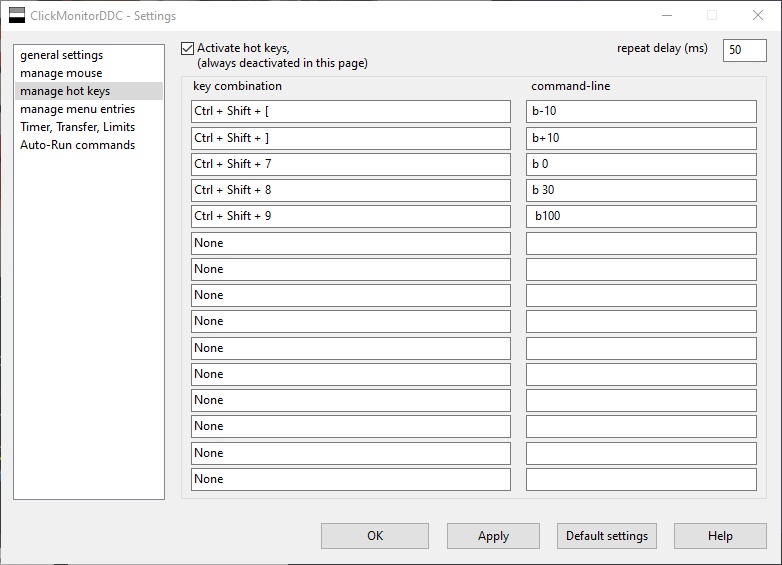 ClickMonitorDDC - Settings
general settings
manage mouse
manage hot keys
manage menu entries
Timer, Transfer, Limits
Auto-Run commands
Activate hot keys,
(always deactivated in this page)
repeat delay (ms) 50
key combination command-line
Ctrl + Shift + [ b-10
Ctrl + Shift + ] b+10
Ctrl + Shift + 7 b 0
Ctrl + Shift + 8 b 30
Ctrl + Shift + 9 b100
None
None
None
None
None
None
None
None
None
None
OK Apply Default settings Help